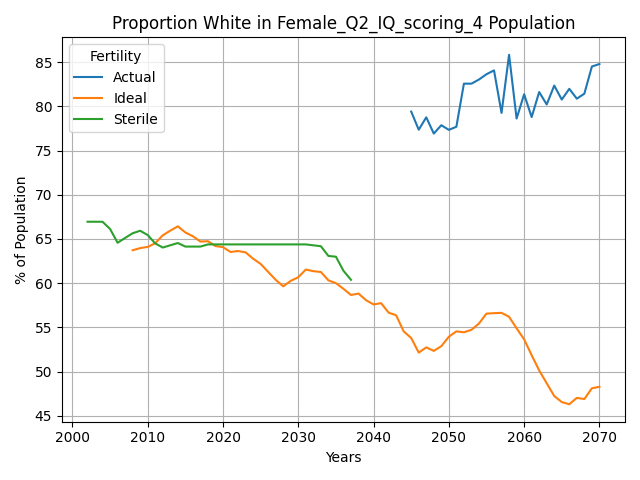 Proportion White in Female_Q2_IQ_scoring_4 Population
Fertility
Actual
Ideal
Sterile
% of Population
85
80
75
70
65
60
55
50
45
2000
2010
2020
2030
2040
2050
2060
2070
Years